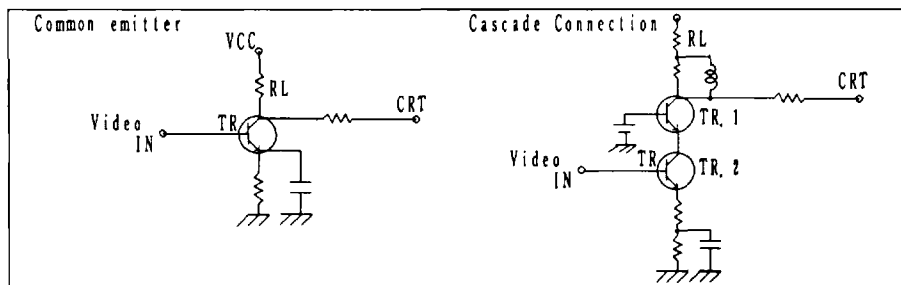 Common emitter
VCC
RL
CRT
TR
Video
IN
Cascade Connection
RL
CRT
TR. 1
Video
IN
TR
TR. 2